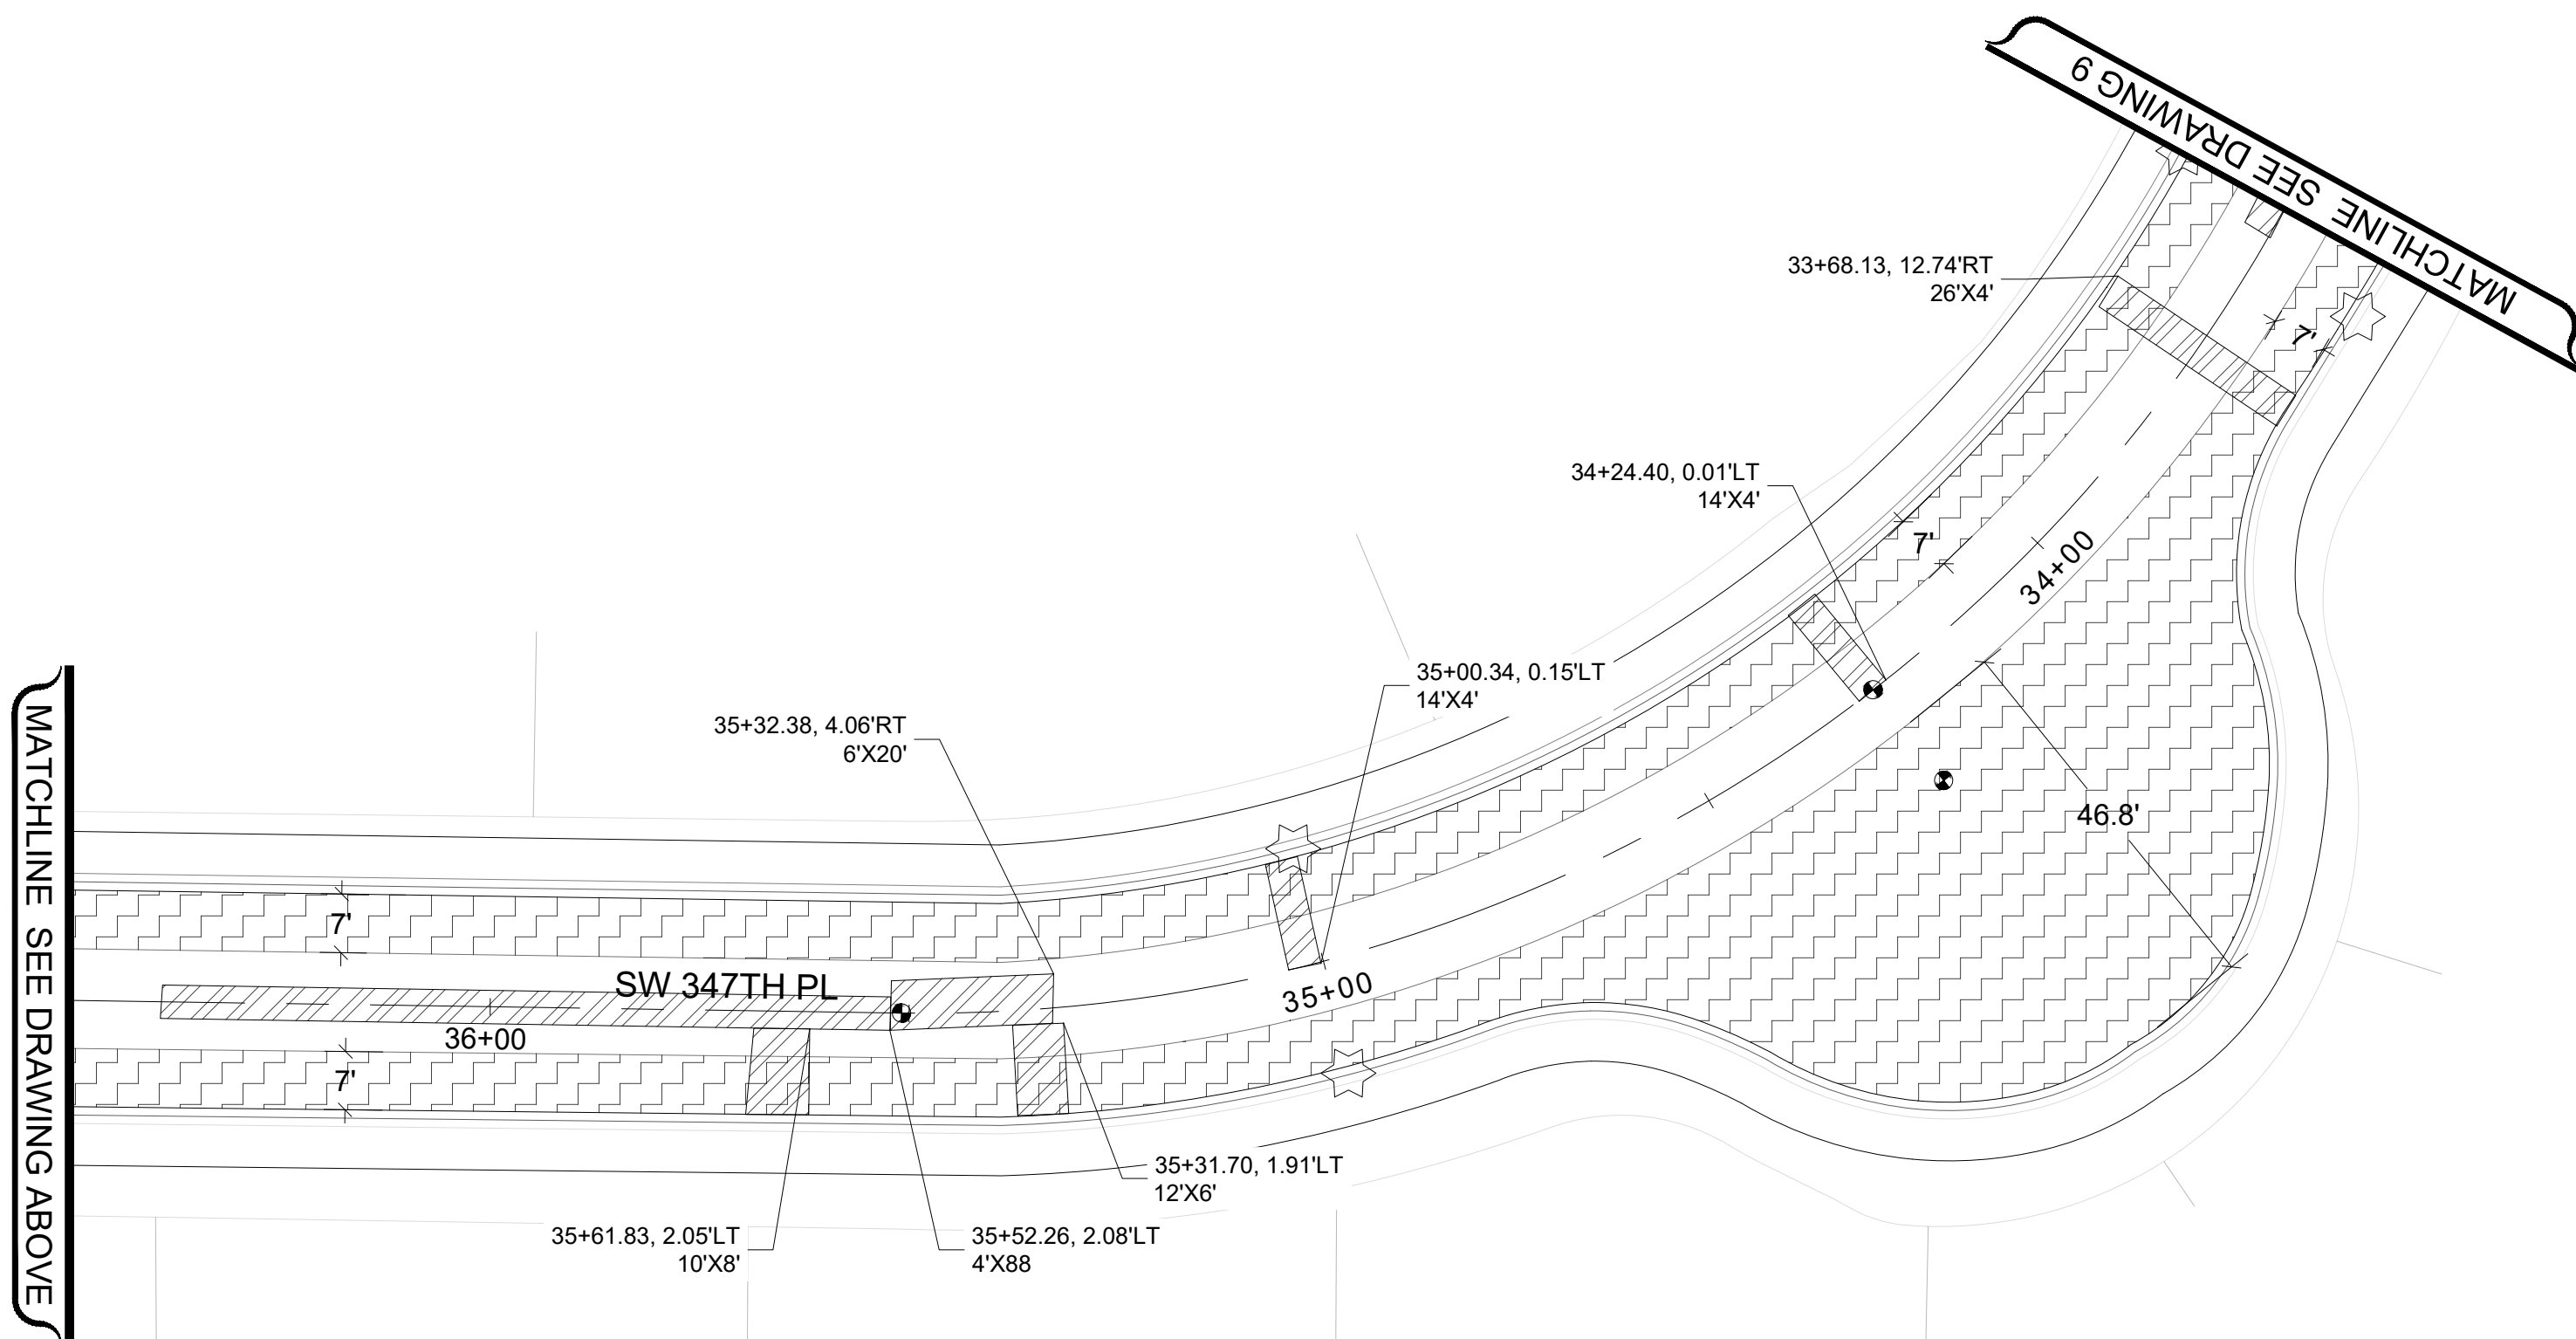 MATCHLINE SEE DRAWING 9
33+68.13, 12.74'RT
26'X4'
7'
34+24.40, 0.01'LT
14'X4'
7'
34+00
35+00.34, 0.15'LT
14'X4'
35+32.38, 4.06'RT
6'X20'
46.8'
MATCHLINE SEE DRAWING ABOVE
7'
SW 347TH PL
35+00
36+00
7'
35+31.70, 1.91'LT
12'X6'
35+61.83, 2.05'LT
10'X8'
35+52.26, 2.08'LT
4'X88